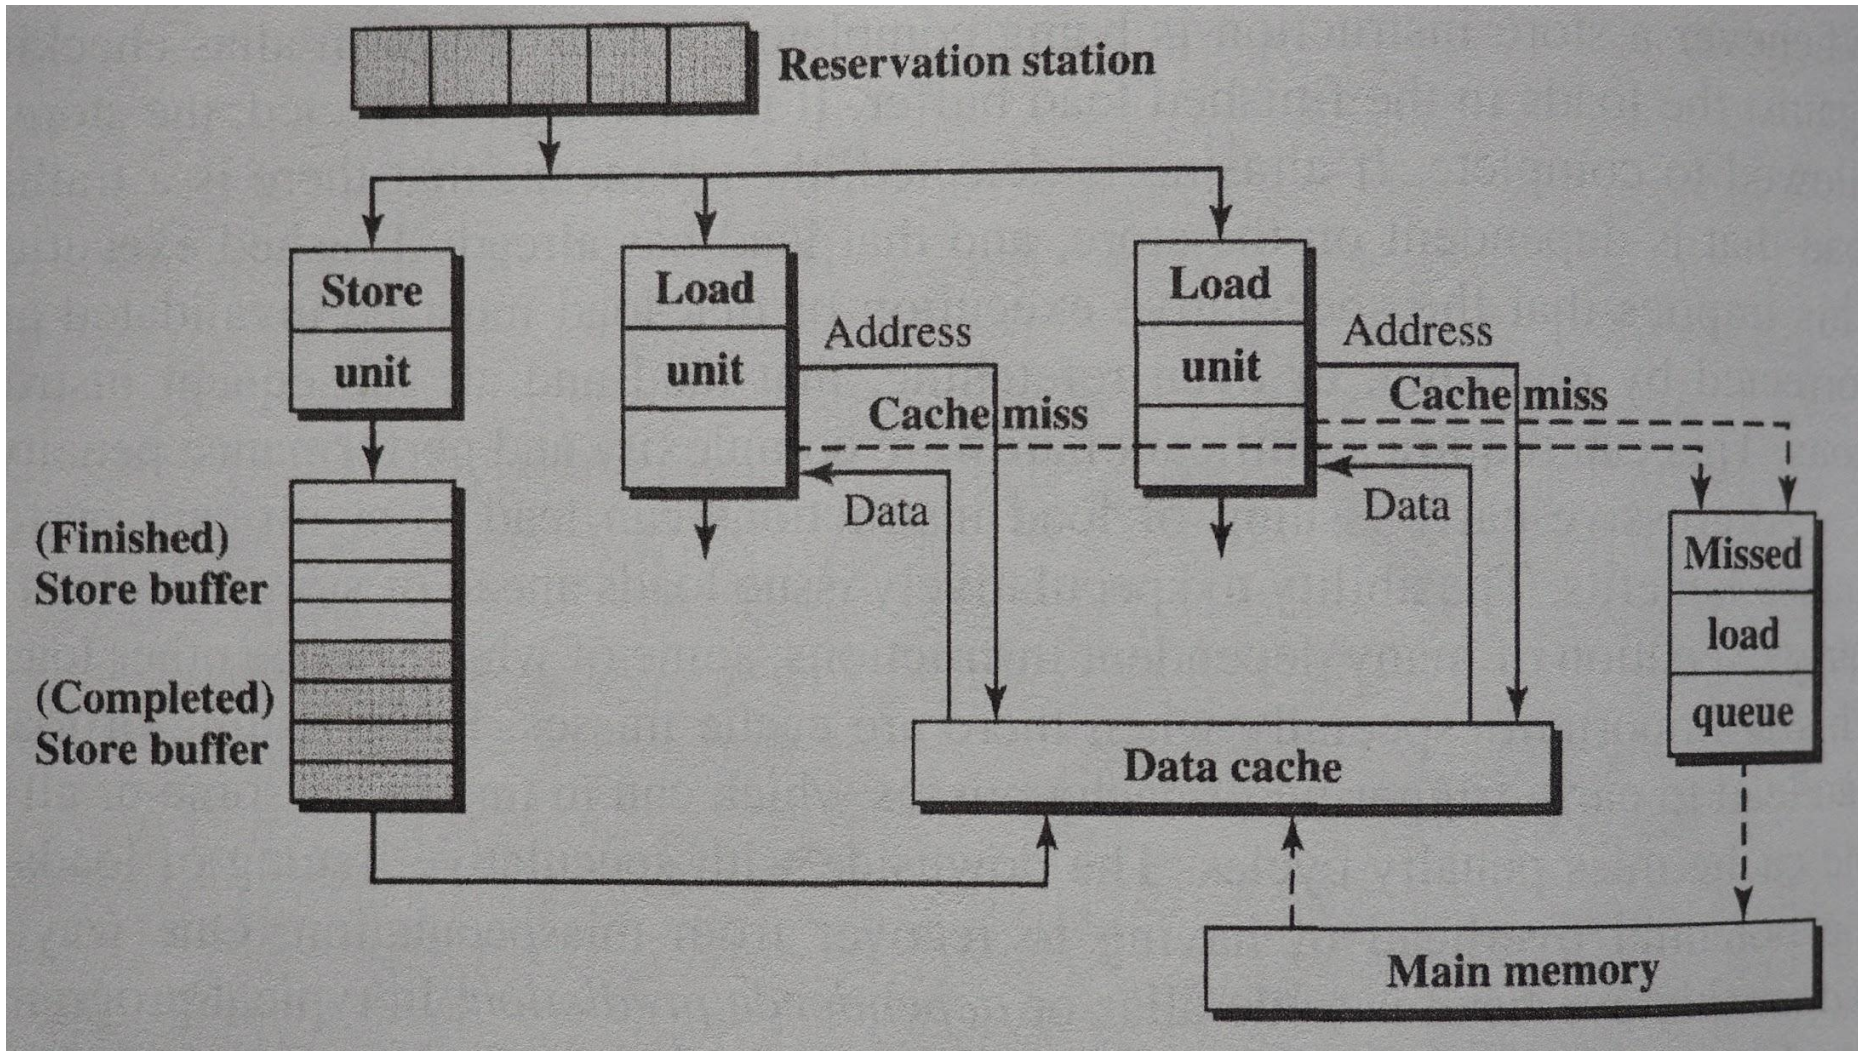 Reservation station
Store
unit
Load
unit
Load
unit
Address
Address
Cache miss
Cache miss
Data
Data
(Finished)
Store buffer
Missed
load
queue
(Completed)
Store buffer
Data cache
Main memory